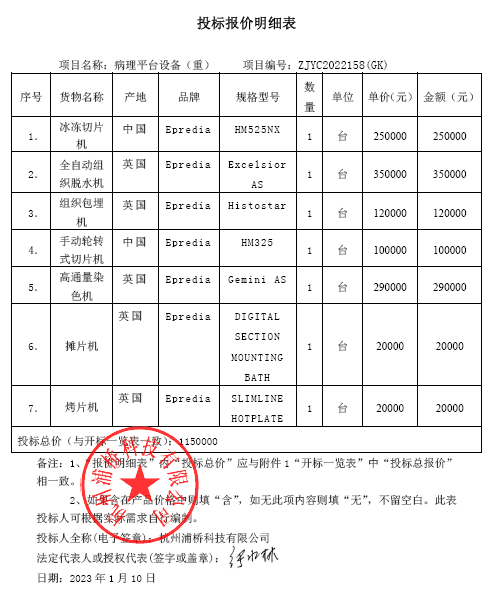 投标报价明细表
项目名称：病理平台设备（重） 项目编号：ZJYC2022158(GK)
序号 货物名称 产地 品牌 规格型号 数量 单位 单价(元) 金额（元）
1. 冰冻切片机 中国 Epredia HM525NX 1 台 250000 250000
2. 全自动组织脱水机 英国 Epredia Excelsior AS 1 台 350000 350000
3. 组织包埋机 英国 Epredia Histostar 1 台 120000 120000
4. 手动轮转式切片机 中国 Epredia HM325 1 台 100000 100000
5. 高通量染色机 英国 Epredia Gemini AS 1 台 290000 290000
6. 摊片机 英国 Epredia DIGITAL SECTION MOUNTING BATH 1 台 20000 20000
7. 烤片机 英国 Epredia SLIMLINE HOTPLATE 1 台 20000 20000
投标总价（与开标一览表一致）：1150000
备注：1、“报价明细表”的“投标总价”应与附件1“开标一览表”中“投标总报价”
相一致。
2、如果含在产品价格中则填“含”，如无此项内容则填“无”，不留空白。此表
投标人可根据实际需求自行编制。
投标人全称(电子签章)：杭州浦桥科技有限公司
法定代表人或授权代表(签字或盖章)：
日期：2023年1月10日
杭州浦桥科技有限公司